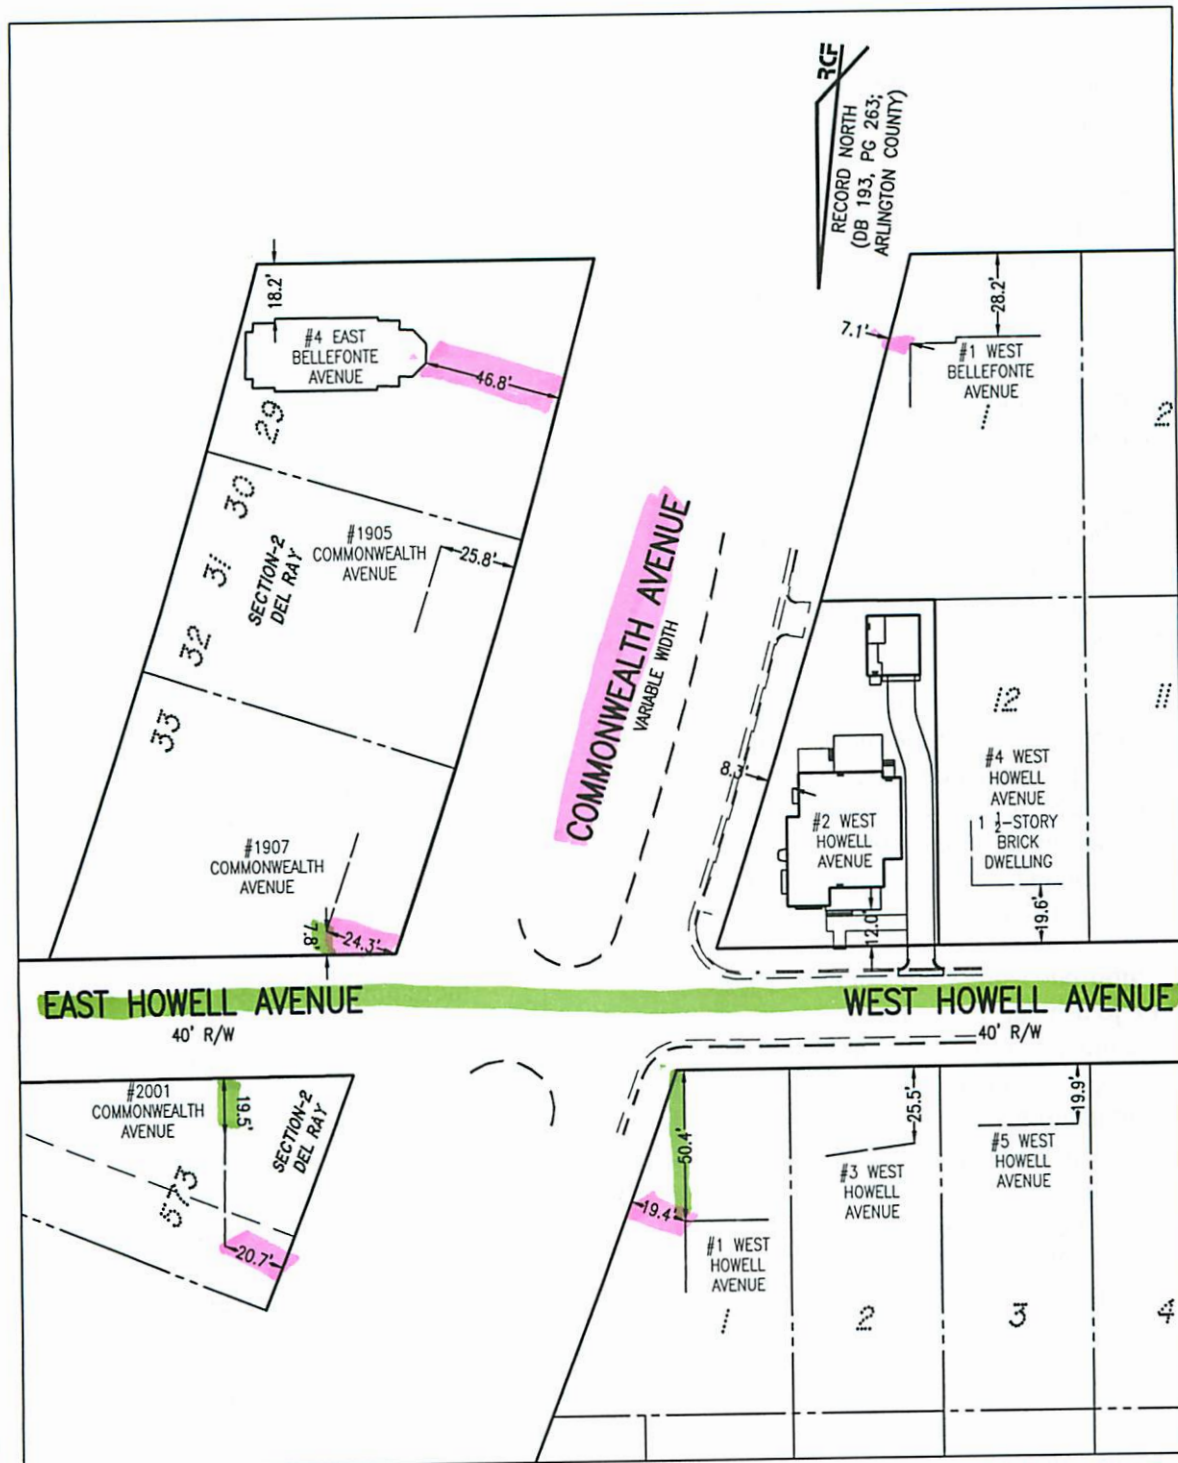 RCF
RECORD NORTH
(DB 193, PG 263;
ARLINGTON COUNTY)
18.2'
#4 EAST
BELLEFONTE
AVENUE
46.8'
29
7.1'
28.2'
#1 WEST
BELLEFONTE
AVENUE
1
2
30
31
32
33
SECTION-2
DEL RAY
#1905
COMMONWEALTH
AVENUE
25.8'
COMMONWEALTH AVENUE
VARIABLE WIDTH
12
11
8.3'
#2 WEST
HOWELL
AVENUE
12.0'
#4 WEST
HOWELL
AVENUE
1 ½-STORY
BRICK
DWELLING
19.6'
#1907
COMMONWEALTH
AVENUE
7.8'
24.3'
EAST HOWELL AVENUE
40' R/W
WEST HOWELL AVENUE
40' R/W
#2001
COMMONWEALTH
AVENUE
19.5'
SECTION-2
DEL RAY
573
20.7'
50.4'
19.4'
#1 WEST
HOWELL
AVENUE
1
25.5'
#3 WEST
HOWELL
AVENUE
2
19.9'
#5 WEST
HOWELL
AVENUE
3
4